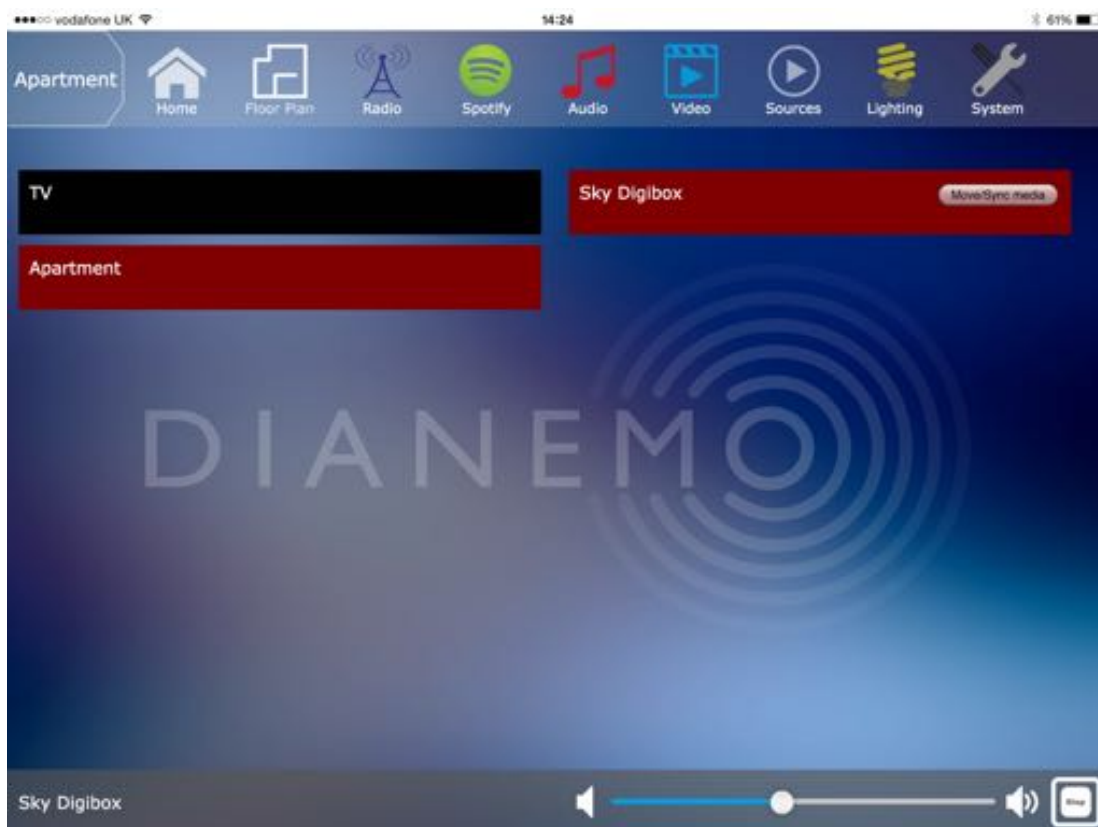 vodafone UK 14:24 61%
Apartment
Home Floor Plan Radio Spotify Audio Video Sources Lighting System
TV
Sky Digibox Move/Sync media
Apartment
DIANEMO
Sky Digibox Stop